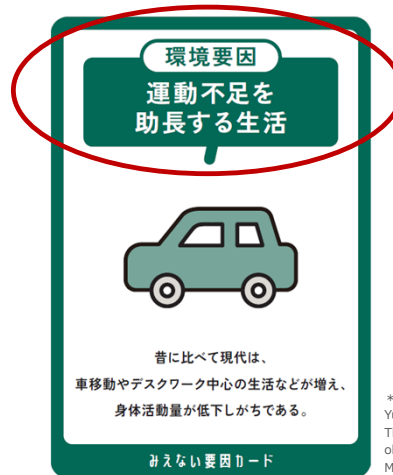 環境要因
運動不足を
助長する生活
昔に比べて現代は、
車移動やデスクワーク中心の生活などが増え、
身体活動量が低下しがちである。
みえない要因カード
*